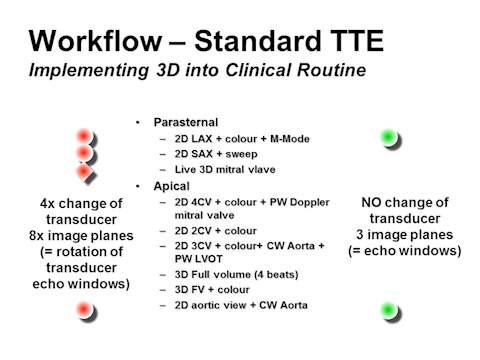 Workflow – Standard TTE
Implementing 3D into Clinical Routine
4x change of
transducer
8x image planes
(= rotation of
transducer
echo windows)
• Parasternal
– 2D LAX + colour + M-Mode
– 2D SAX + sweep
– Live 3D mitral vlave
• Apical
– 2D 4CV + colour + PW Doppler
mitral valve
– 2D 2CV + colour
– 2D 3CV + colour+ CW Aorta +
PW LVOT
– 3D Full volume (4 beats)
– 3D FV + colour
– 2D aortic view + CW Aorta
NO change of
transducer
3 image planes
(= echo windows)